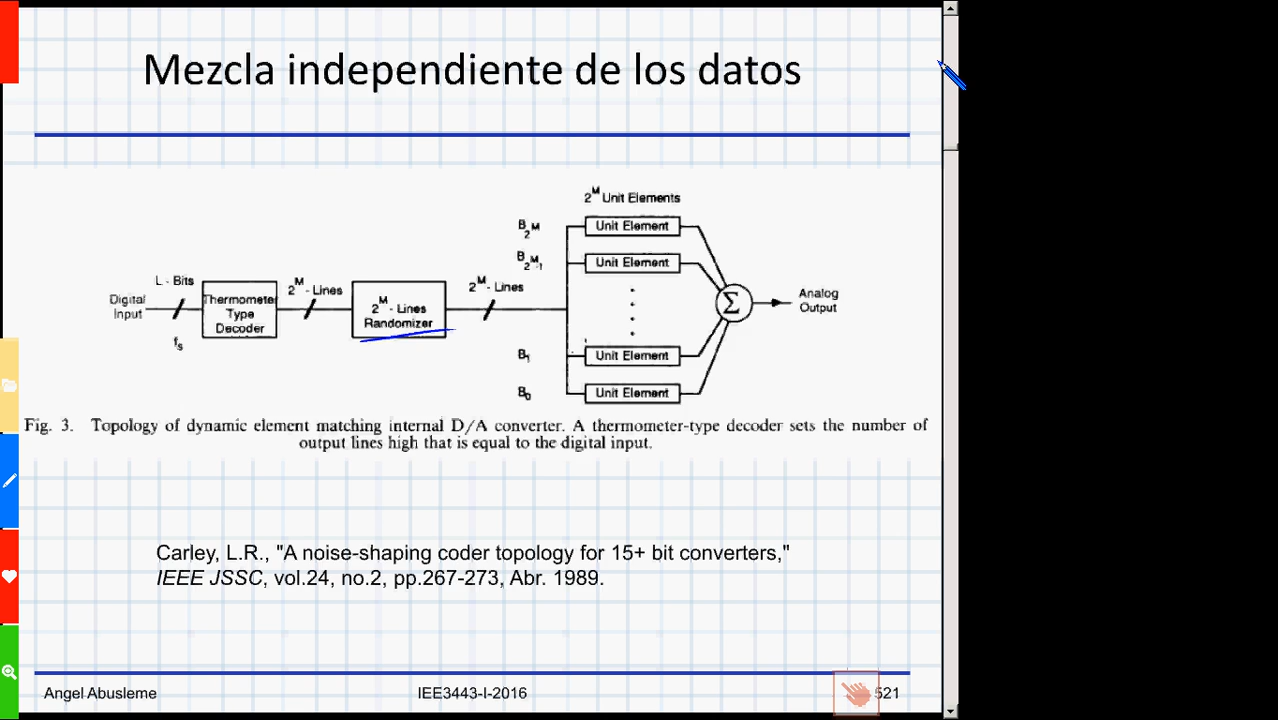 Mezcla independiente de los datos
2^M Unit Elements
B_2^M Unit Element
B_2^M-1 Unit Element
L - Bits
2^M - Lines
2^M - Lines
Digital
Input
Thermometer
Type
Decoder
2^M - Lines
Randomizer
Σ
Analog
Output
f_s
B_1 Unit Element
B_0 Unit Element
Fig. 3. Topology of dynamic element matching internal D/A converter. A thermometer-type decoder sets the number of
output lines high that is equal to the digital input.
Carley, L.R., "A noise-shaping coder topology for 15+ bit converters,"
IEEE JSSC, vol.24, no.2, pp.267-273, Abr. 1989.
Angel Abusleme IEE3443-I-2016 521